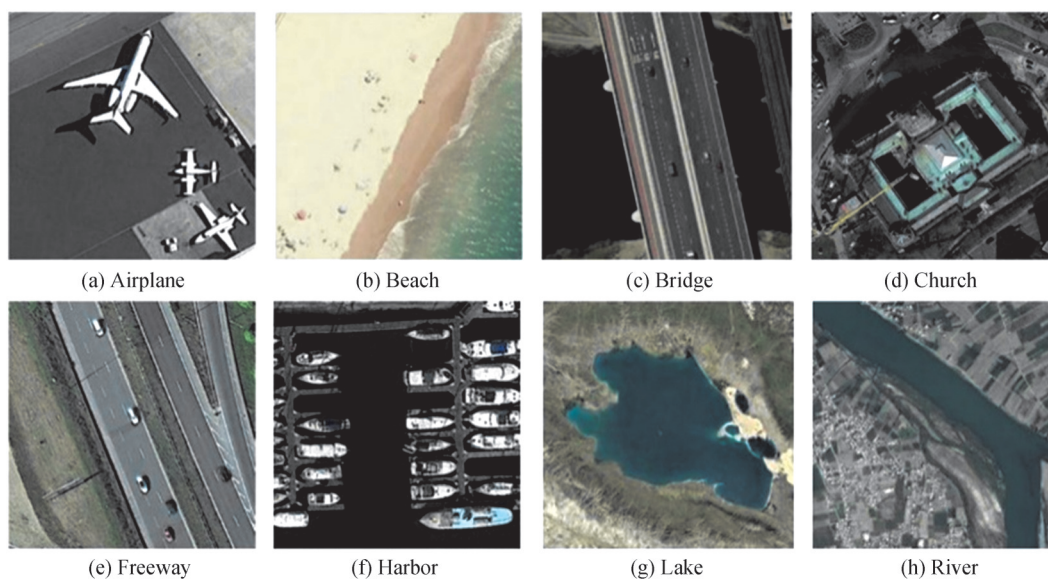 (a) Airplane
(b) Beach
(c) Bridge
(d) Church
(e) Freeway
(f) Harbor
(g) Lake
(h) River